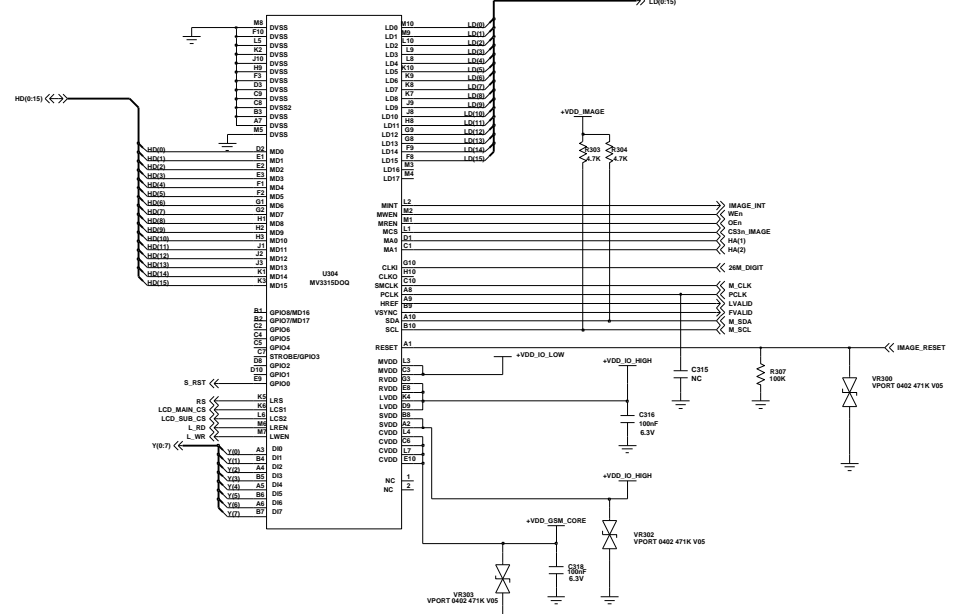 LD(0:15)
M8 DVSS
F10 DVSS
L5 DVSS
K2 DVSS
J10 DVSS
H9 DVSS
F3 DVSS
D3 DVSS
C9 DVSS
C8 DVSS2
B3 DVSS
A7 DVSS
M5 DVSS
HD(0:15)
HD(0) D2 MD0
HD(1) E1 MD1
HD(2) E2 MD2
HD(3) E3 MD3
HD(4) F1 MD4
HD(5) F2 MD5
HD(6) G1 MD6
HD(7) G2 MD7
HD(8) H1 MD8
HD(9) H2 MD9
HD(10) H3 MD10
HD(11) J1 MD11
HD(12) J2 MD12
HD(13) J3 MD13
HD(14) K1 MD14
HD(15) K3 MD15
U304
MV3315DOQ
B1 GPIO8/MD16
B2 GPIO7/MD17
C2 GPIO6
C4 GPIO5
C5 GPIO4
C7 STROBE/GPIO3
D8 GPIO2
D10 GPIO1
S_RST E9 GPIO0
RS K5 LRS
LCD_MAIN_CS K6 LCS1
LCD_SUB_CS L6 LCS2
L_RD M6 LREN
L_WR M7 LWEN
Y(0:7)
Y(0) A3 DI0
Y(1) B4 DI1
Y(2) A4 DI2
Y(3) B5 DI3
Y(4) A5 DI4
Y(5) B6 DI5
Y(6) A6 DI6
Y(7) B7 DI7
LD0 M10 LD(0)
LD1 M9 LD(1)
LD2 L10 LD(2)
LD3 L9 LD(3)
LD4 L8 LD(4)
LD5 K10 LD(5)
LD6 K9 LD(6)
LD7 K8 LD(7)
LD8 K7 LD(8)
LD9 J9 LD(9)
LD10 J8 LD(10)
LD11 H8 LD(11)
LD12 G9 LD(12)
LD13 G8 LD(13)
LD14 F9 LD(14)
LD15 F8 LD(15)
LD16 M3
LD17 M4
+VDD_IMAGE
R303 R304
4.7K 4.7K
MINT L2 IMAGE_INT
MWEN M2 WEn
MREN M1 OEn
MCS L1 CS3n_IMAGE
MA0 D1 HA(1)
MA1 C1 HA(2)
CLKI G10 26M_DIGIT
CLKO H10
SMCLK C10 M_CLK
PCLK A8 PCLK
HREF A9 LVALID
VSYNC B9 FVALID
SDA A10 M_SDA
SCL B10 M_SCL
RESET A1 IMAGE_RESET
MVDD L3
MVDD C3
RVDD G3
RVDD E8
LVDD K4
LVDD D9
SVDD B8
SVDD A2
CVDD L4
CVDD C6
CVDD L7
CVDD E10
NC 1
NC 2
+VDD_IO_LOW
+VDD_IO_HIGH
C315
NC
R307
100K
VR300
VPORT 0402 471K V05
C316
100nF
6.3V
+VDD_IO_HIGH
+VDD_GSM_CORE
VR302
VPORT 0402 471K V05
C318
100nF
6.3V
VR303
VPORT 0402 471K V05